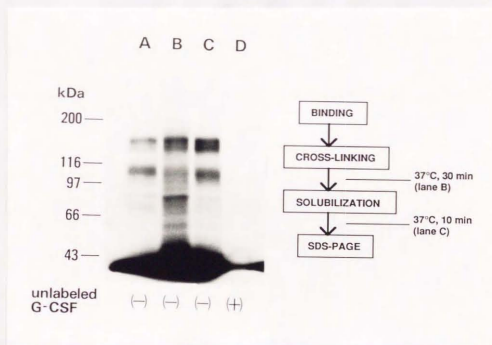 A B C D
kDa
200
116
97
66
43
unlabeled
G-CSF
(−) (−) (−) (+)
BINDING
CROSS-LINKING
37°C, 30 min
(lane B)
SOLUBILIZATION
37°C, 10 min
(lane C)
SDS-PAGE